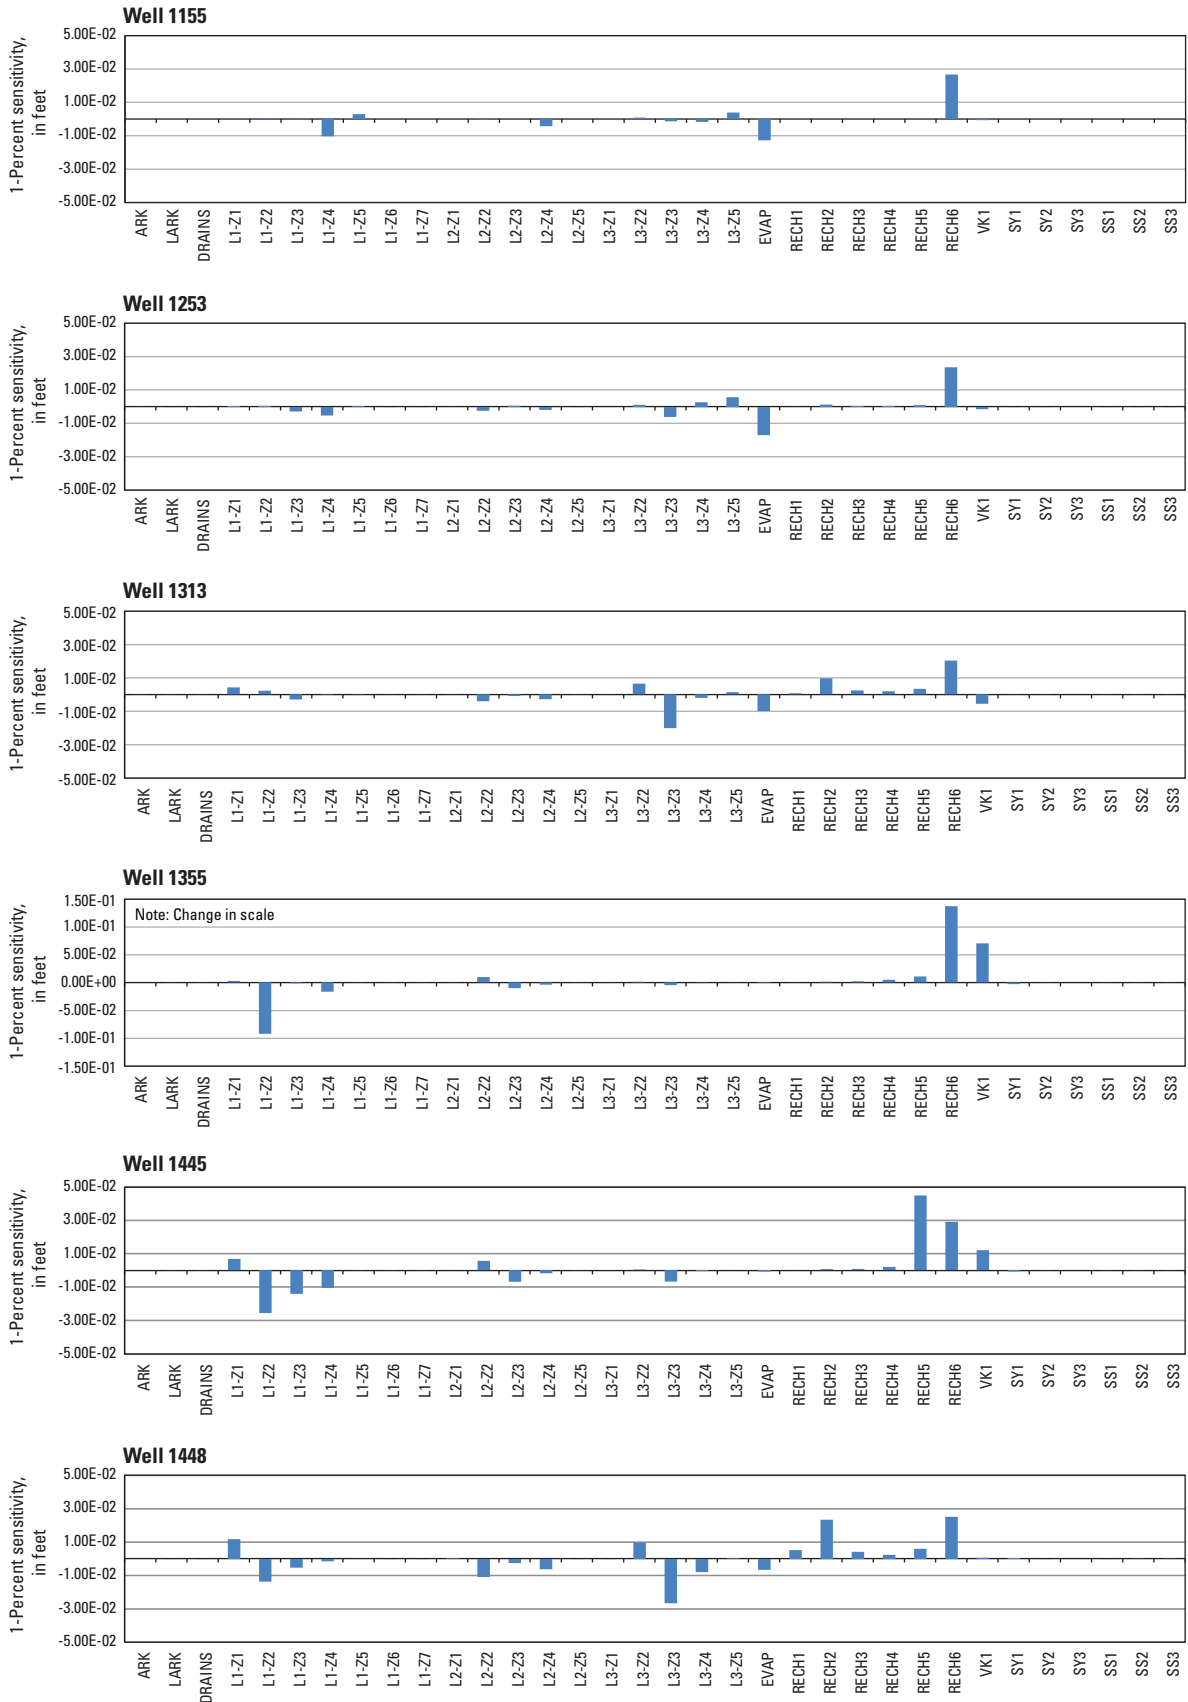 Well 1155
1-Percent sensitivity,
in feet
5.00E-02
3.00E-02
1.00E-02
-1.00E-02
-3.00E-02
-5.00E-02
ARK LARK DRAINS L1-Z1 L1-Z2 L1-Z3 L1-Z4 L1-Z5 L1-Z6 L1-Z7 L2-Z1 L2-Z2 L2-Z3 L2-Z4 L2-Z5 L3-Z1 L3-Z2 L3-Z3 L3-Z4 L3-Z5 EVAP RECH1 RECH2 RECH3 RECH4 RECH5 RECH6 VK1 SY1 SY2 SY3 SS1 SS2 SS3
Well 1253
1-Percent sensitivity,
in feet
5.00E-02
3.00E-02
1.00E-02
-1.00E-02
-3.00E-02
-5.00E-02
ARK LARK DRAINS L1-Z1 L1-Z2 L1-Z3 L1-Z4 L1-Z5 L1-Z6 L1-Z7 L2-Z1 L2-Z2 L2-Z3 L2-Z4 L2-Z5 L3-Z1 L3-Z2 L3-Z3 L3-Z4 L3-Z5 EVAP RECH1 RECH2 RECH3 RECH4 RECH5 RECH6 VK1 SY1 SY2 SY3 SS1 SS2 SS3
Well 1313
1-Percent sensitivity,
in feet
5.00E-02
3.00E-02
1.00E-02
-1.00E-02
-3.00E-02
-5.00E-02
ARK LARK DRAINS L1-Z1 L1-Z2 L1-Z3 L1-Z4 L1-Z5 L1-Z6 L1-Z7 L2-Z1 L2-Z2 L2-Z3 L2-Z4 L2-Z5 L3-Z1 L3-Z2 L3-Z3 L3-Z4 L3-Z5 EVAP RECH1 RECH2 RECH3 RECH4 RECH5 RECH6 VK1 SY1 SY2 SY3 SS1 SS2 SS3
Well 1355
1-Percent sensitivity,
in feet
1.50E-01
1.00E-01
5.00E-02
0.00E+00
-5.00E-02
-1.00E-01
-1.50E-01
Note: Change in scale
ARK LARK DRAINS L1-Z1 L1-Z2 L1-Z3 L1-Z4 L1-Z5 L1-Z6 L1-Z7 L2-Z1 L2-Z2 L2-Z3 L2-Z4 L2-Z5 L3-Z1 L3-Z2 L3-Z3 L3-Z4 L3-Z5 EVAP RECH1 RECH2 RECH3 RECH4 RECH5 RECH6 VK1 SY1 SY2 SY3 SS1 SS2 SS3
Well 1445
1-Percent sensitivity,
in feet
5.00E-02
3.00E-02
1.00E-02
-1.00E-02
-3.00E-02
-5.00E-02
ARK LARK DRAINS L1-Z1 L1-Z2 L1-Z3 L1-Z4 L1-Z5 L1-Z6 L1-Z7 L2-Z1 L2-Z2 L2-Z3 L2-Z4 L2-Z5 L3-Z1 L3-Z2 L3-Z3 L3-Z4 L3-Z5 EVAP RECH1 RECH2 RECH3 RECH4 RECH5 RECH6 VK1 SY1 SY2 SY3 SS1 SS2 SS3
Well 1448
1-Percent sensitivity,
in feet
5.00E-02
3.00E-02
1.00E-02
-1.00E-02
-3.00E-02
-5.00E-02
ARK LARK DRAINS L1-Z1 L1-Z2 L1-Z3 L1-Z4 L1-Z5 L1-Z6 L1-Z7 L2-Z1 L2-Z2 L2-Z3 L2-Z4 L2-Z5 L3-Z1 L3-Z2 L3-Z3 L3-Z4 L3-Z5 EVAP RECH1 RECH2 RECH3 RECH4 RECH5 RECH6 VK1 SY1 SY2 SY3 SS1 SS2 SS3